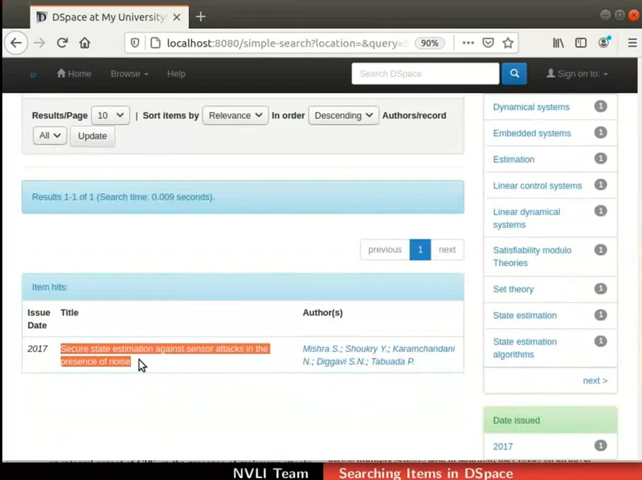 DSpace at My University
localhost:8080/simple-search?location=&query=
90%
Home Browse Help Search DSpace Sign on to:
Results/Page 10 | Sort items by Relevance In order Descending Authors/record
All Update
Results 1-1 of 1 (Search time: 0.009 seconds).
previous 1 next
Item hits:
Issue Date Title Author(s)
2017 Secure state estimation against sensor attacks in the presence of noise
Mishra S.; Shoukry Y.; Karamchandani N.; Diggavi S.N.; Tabuada P.
Dynamical systems 1
Embedded systems 1
Estimation 1
Linear control systems 1
Linear dynamical systems 1
Satisfiability modulo Theories 1
Set theory 1
State estimation 1
State estimation algorithms 1
next >
Date issued
2017 1
NVLI Team Searching Items in DSpace